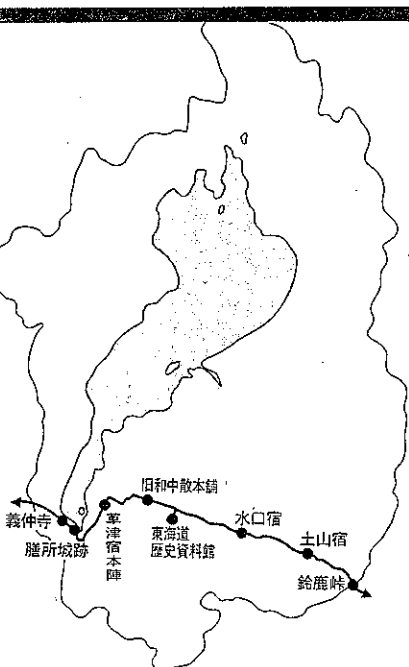 義仲寺
膳所城跡
草津宿本陣
旧和中散本舗
東海道
歴史資料館
水口宿
土山宿
鈴鹿峠